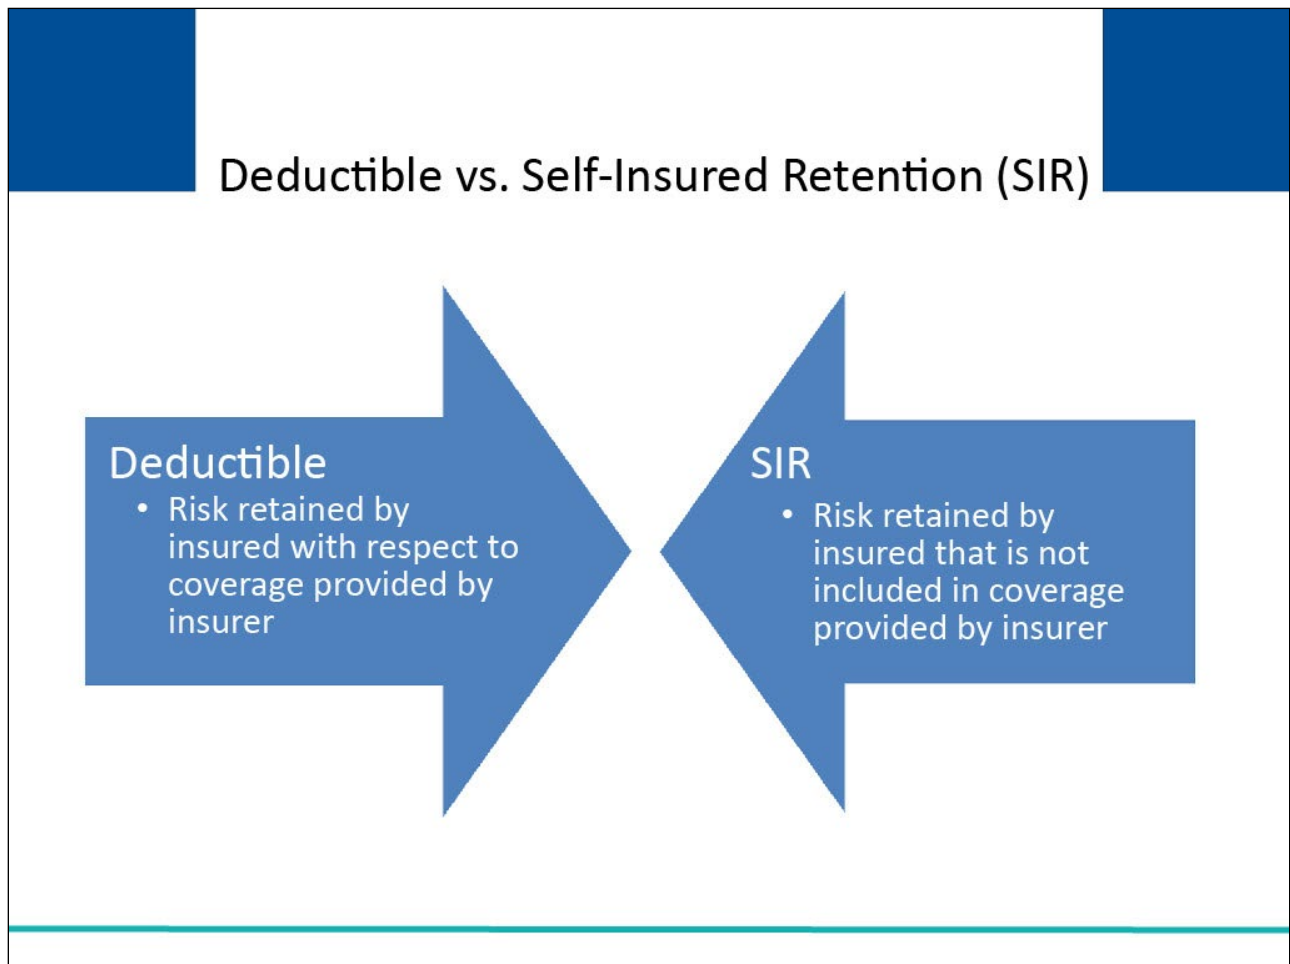 Deductible vs. Self-Insured Retention (SIR)
Deductible
• Risk retained by
insured with respect to
coverage provided by
insurer
SIR
• Risk retained by
insured that is not
included in coverage
provided by insurer